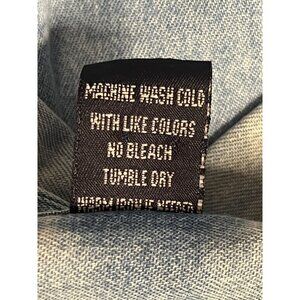 MACHINE WASH COLD
WITH LIKE COLORS
NO BLEACH
TUMBLE DRY
WARM IRON IF NEEDED